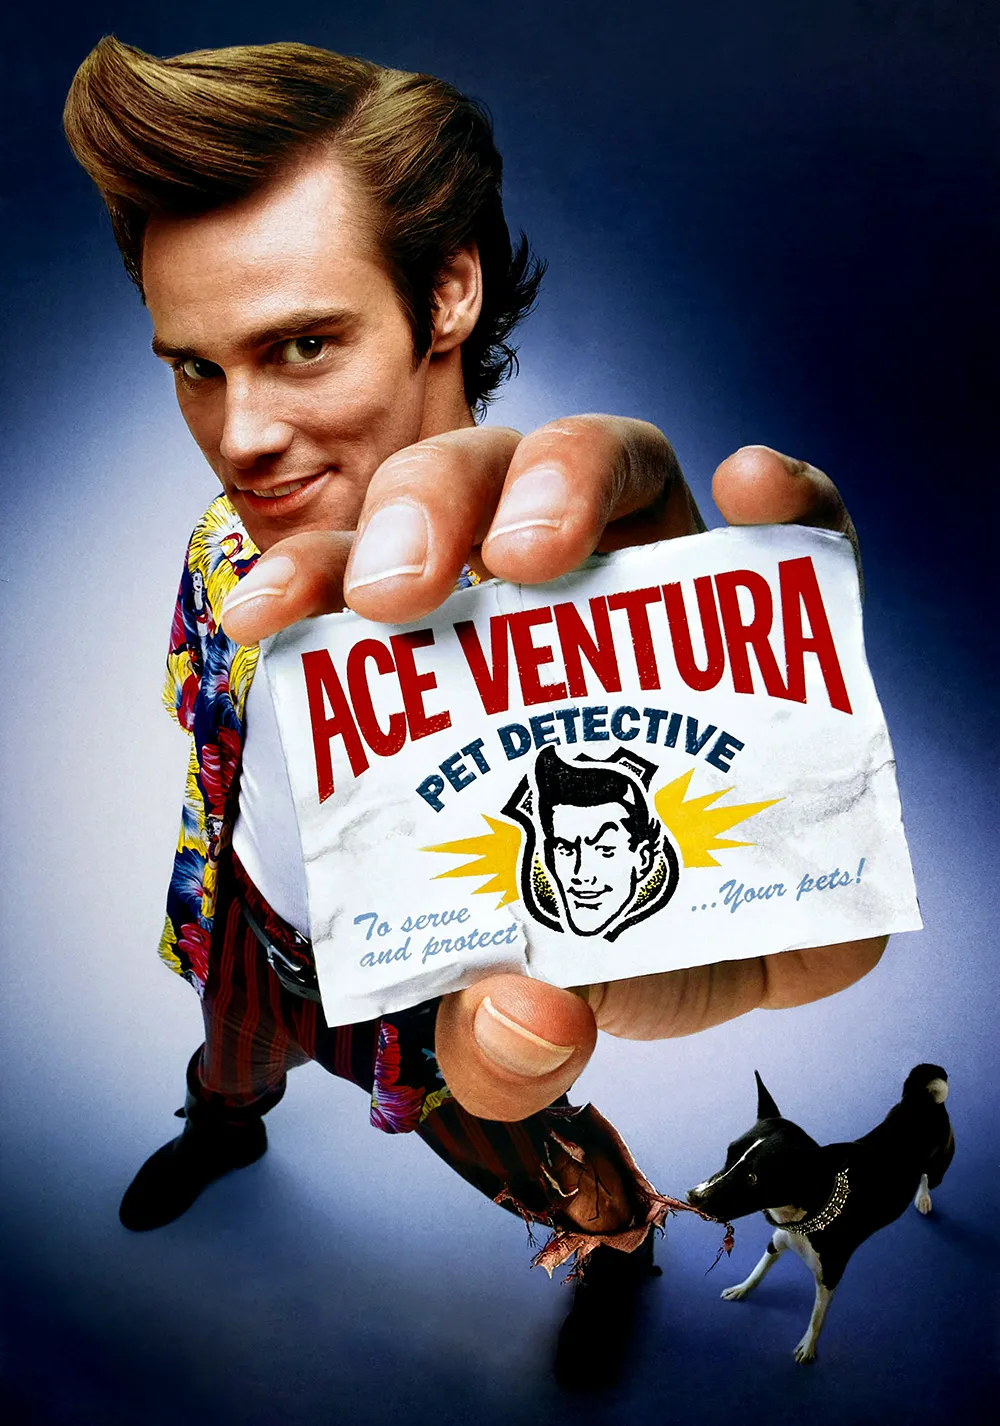 ACE VENTURA
PET DETECTIVE
To serve
and protect
...Your pets!